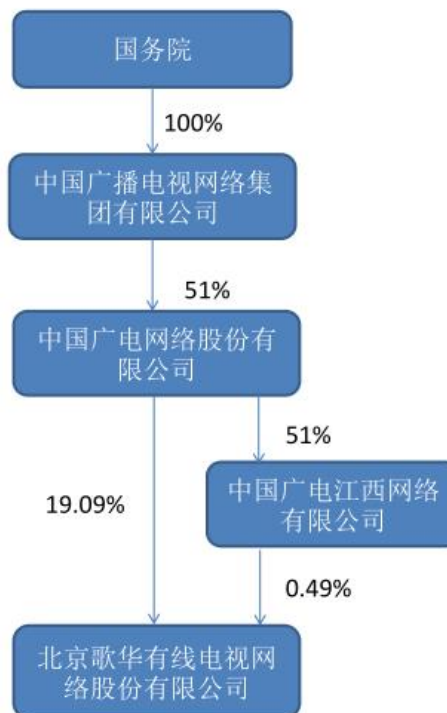 国务院
100%
中国广播电视网络集
团有限公司
51%
中国广电网络股份有
限公司
51%
中国广电江西网络
有限公司
19.09%
0.49%
北京歌华有线电视网
络股份有限公司